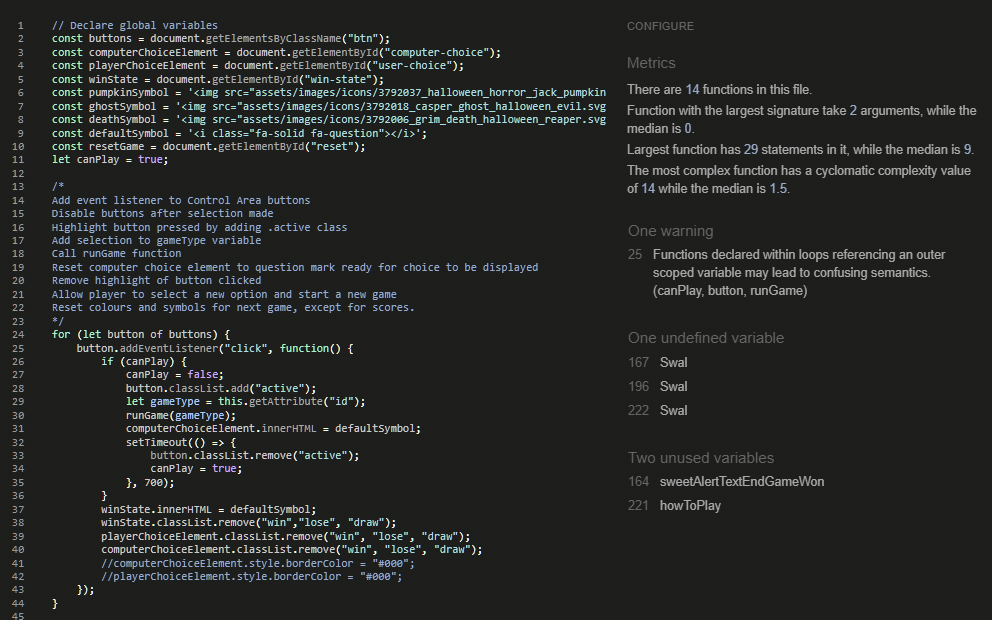 1 // Declare global variables
2 const buttons = document.getElementsByClassName("btn");
3 const computerChoiceElement = document.getElementById("computer-choice");
4 const playerChoiceElement = document.getElementById("user-choice");
5 const winState = document.getElementById("win-state");
6 const pumpkinSymbol = '<img src="assets/images/icons/3792037_halloween_horror_jack_pumpkin
7 const ghostSymbol = '<img src="assets/images/icons/3792018_casper_ghost_halloween_evil.svg
8 const deathSymbol = '<img src="assets/images/icons/3792006_grim_death_halloween_reaper.svg
9 const defaultSymbol = '<i class="fa-solid fa-question"></i>';
10 const resetGame = document.getElementById("reset");
11 let canPlay = true;
12
13 /*
14 Add event listener to Control Area buttons
15 Disable buttons after selection made
16 Highlight button pressed by adding .active class
17 Add selection to gameType variable
18 Call runGame function
19 Reset computer choice element to question mark ready for choice to be displayed
20 Remove highlight of button clicked
21 Allow player to select a new option and start a new game
22 Reset colours and symbols for next game, except for scores.
23 */
24 for (let button of buttons) {
25     button.addEventListener("click", function() {
26         if (canPlay) {
27             canPlay = false;
28             button.classList.add("active");
29             let gameType = this.getAttribute("id");
30             runGame(gameType);
31             computerChoiceElement.innerHTML = defaultSymbol;
32             setTimeout(() => {
33                 button.classList.remove("active");
34                 canPlay = true;
35             }, 700);
36         }
37         winState.innerHTML = defaultSymbol;
38         winState.classList.remove("win","lose", "draw");
39         playerChoiceElement.classList.remove("win", "lose", "draw");
40         computerChoiceElement.classList.remove("win", "lose", "draw");
41         //computerChoiceElement.style.borderColor = "#000";
42         //playerChoiceElement.style.borderColor = "#000";
43     });
44 }
45
CONFIGURE
Metrics
There are 14 functions in this file.
Function with the largest signature take 2 arguments, while the
median is 0.
Largest function has 29 statements in it, while the median is 9.
The most complex function has a cyclomatic complexity value
of 14 while the median is 1.5.
One warning
25 Functions declared within loops referencing an outer
scoped variable may lead to confusing semantics.
(canPlay, button, runGame)
One undefined variable
167 Swal
196 Swal
222 Swal
Two unused variables
164 sweetAlertTextEndGameWon
221 howToPlay